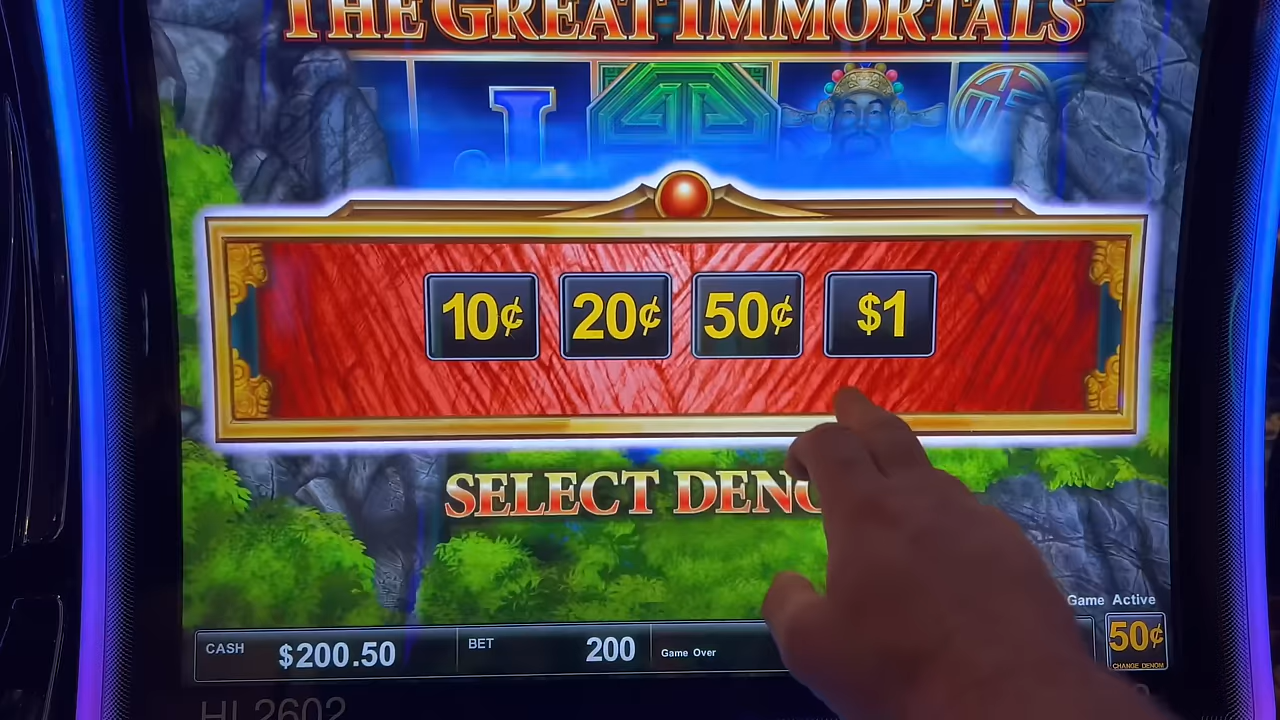 THE GREAT IMMORTALS
J
10¢ 20¢ 50¢ $1
SELECT
Game Active
CASH $200.50 BET 200 Game Over
50¢
CHANGE DENOM
HL2602